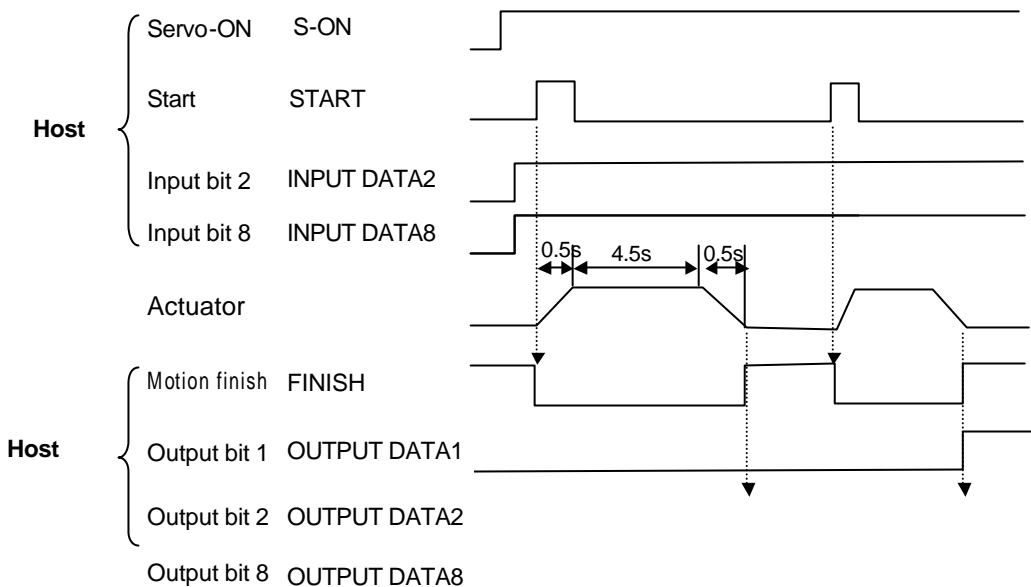 Servo-ON S-ON
Start START
Host
Input bit 2 INPUT DATA2
Input bit 8 INPUT DATA8
0.5s 4.5s 0.5s
Actuator
Motion finish FINISH
Host
Output bit 1 OUTPUT DATA1
Output bit 2 OUTPUT DATA2
Output bit 8 OUTPUT DATA8